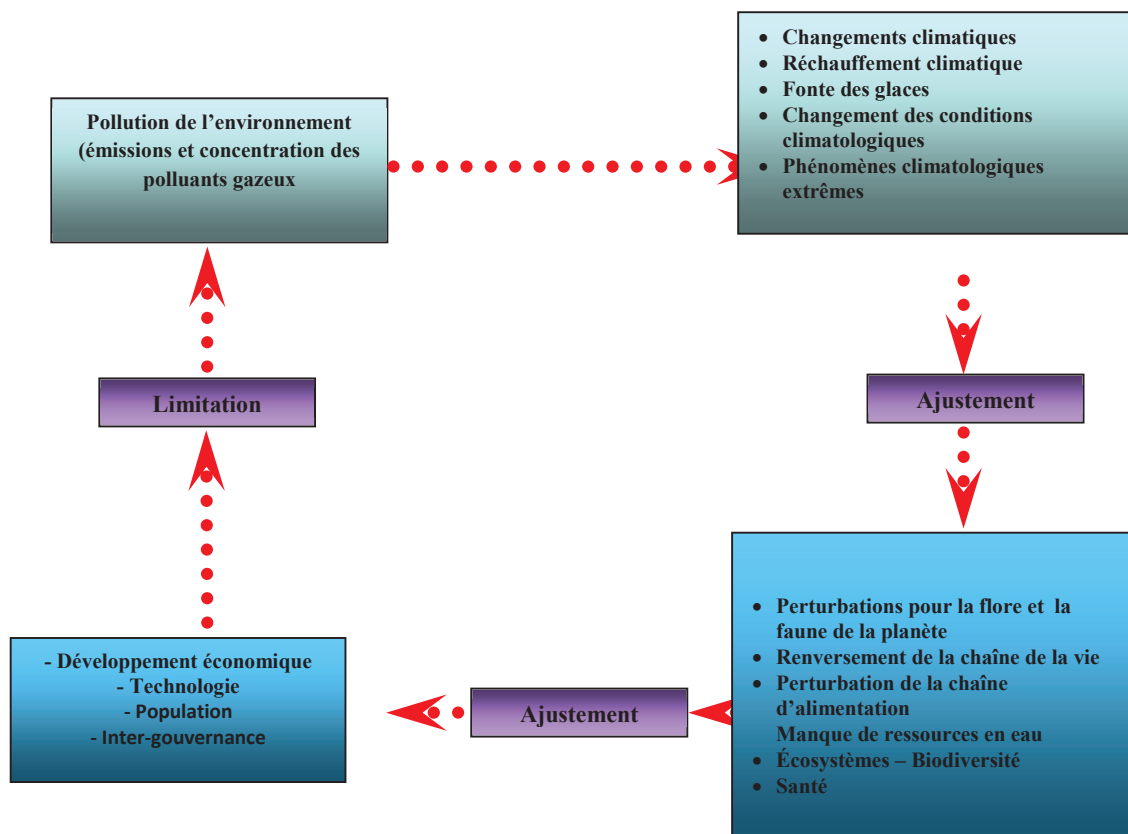 Pollution de l’environnement
(émissions et concentration des
polluants gazeux
• Changements climatiques
• Réchauffement climatique
• Fonte des glaces
• Changement des conditions
climatologiques
• Phénomènes climatologiques
extrêmes
Limitation
Ajustement
- Développement économique
- Technologie
- Population
- Inter-gouvernance
Ajustement
• Perturbations pour la flore et la
faune de la planète
• Renversement de la chaîne de la vie
• Perturbation de la chaîne
d’alimentation
Manque de ressources en eau
• Écosystèmes – Biodiversité
• Santé